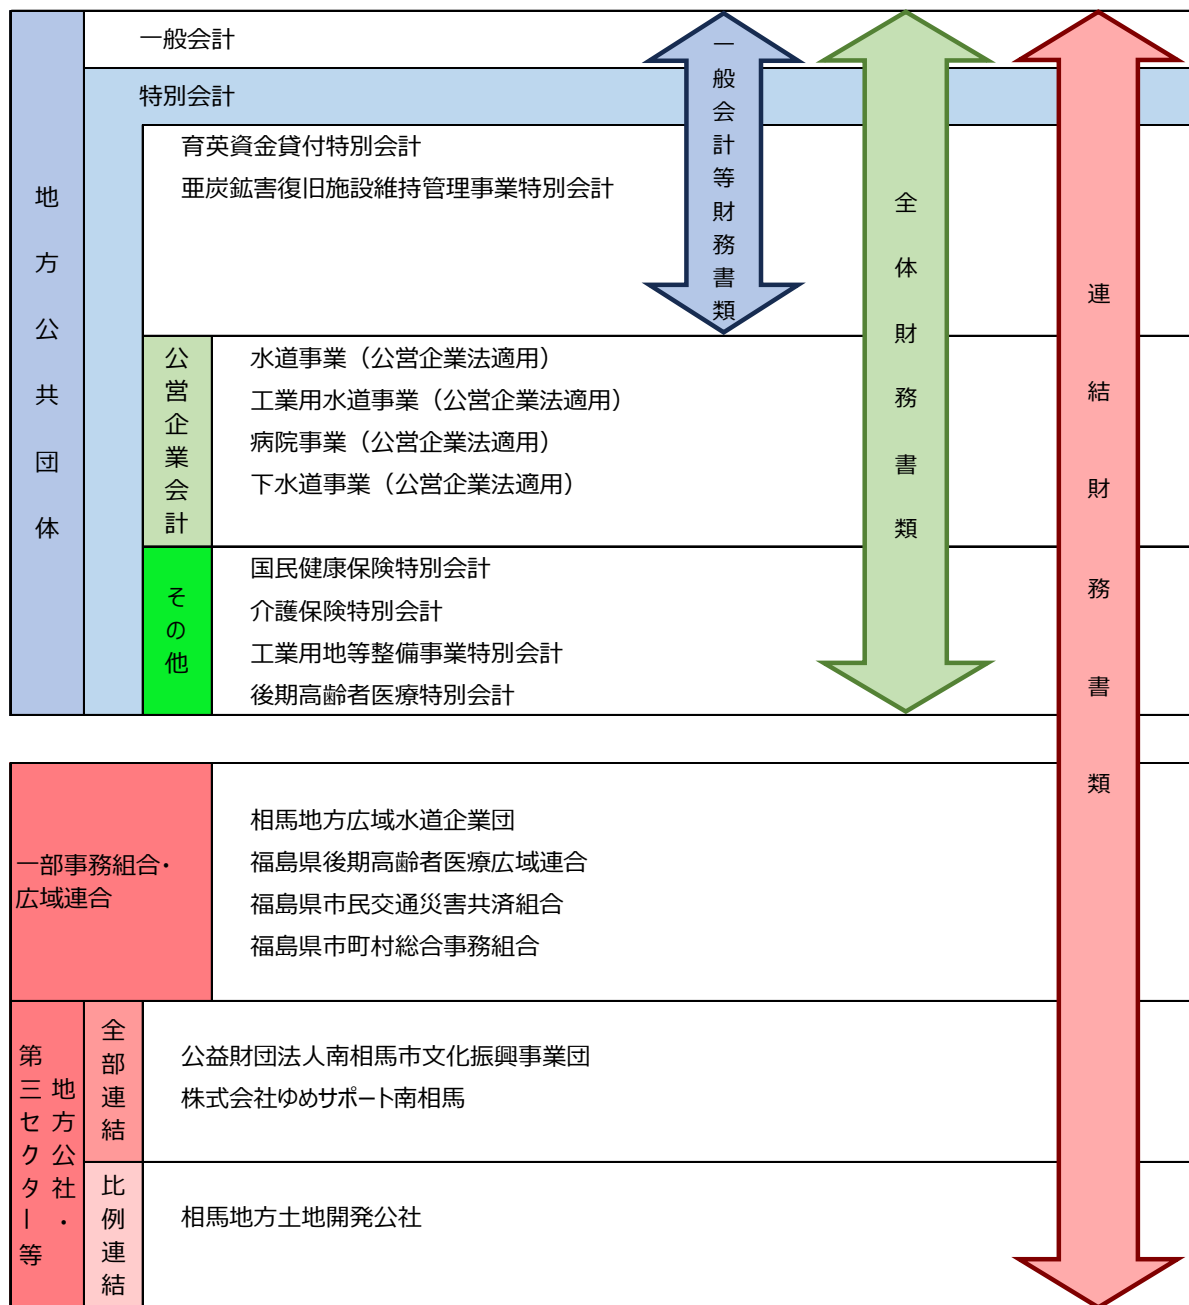 地方公共団体
一般会計
特別会計
育英資金貸付特別会計
亜炭鉱害復旧施設維持管理事業特別会計
公営企業会計
水道事業（公営企業法適用）
工業用水道事業（公営企業法適用）
病院事業（公営企業法適用）
下水道事業（公営企業法適用）
その他
国民健康保険特別会計
介護保険特別会計
工業用地等整備事業特別会計
後期高齢者医療特別会計
一般会計等財務書類
全体財務書類
連結財務書類
一部事務組合・
広域連合
相馬地方広域水道企業団
福島県後期高齢者医療広域連合
福島県市民交通災害共済組合
福島県市町村総合事務組合
地方公社・
第三セクター等
全部連結
公益財団法人南相馬市文化振興事業団
株式会社ゆめサポート南相馬
比例連結
相馬地方土地開発公社